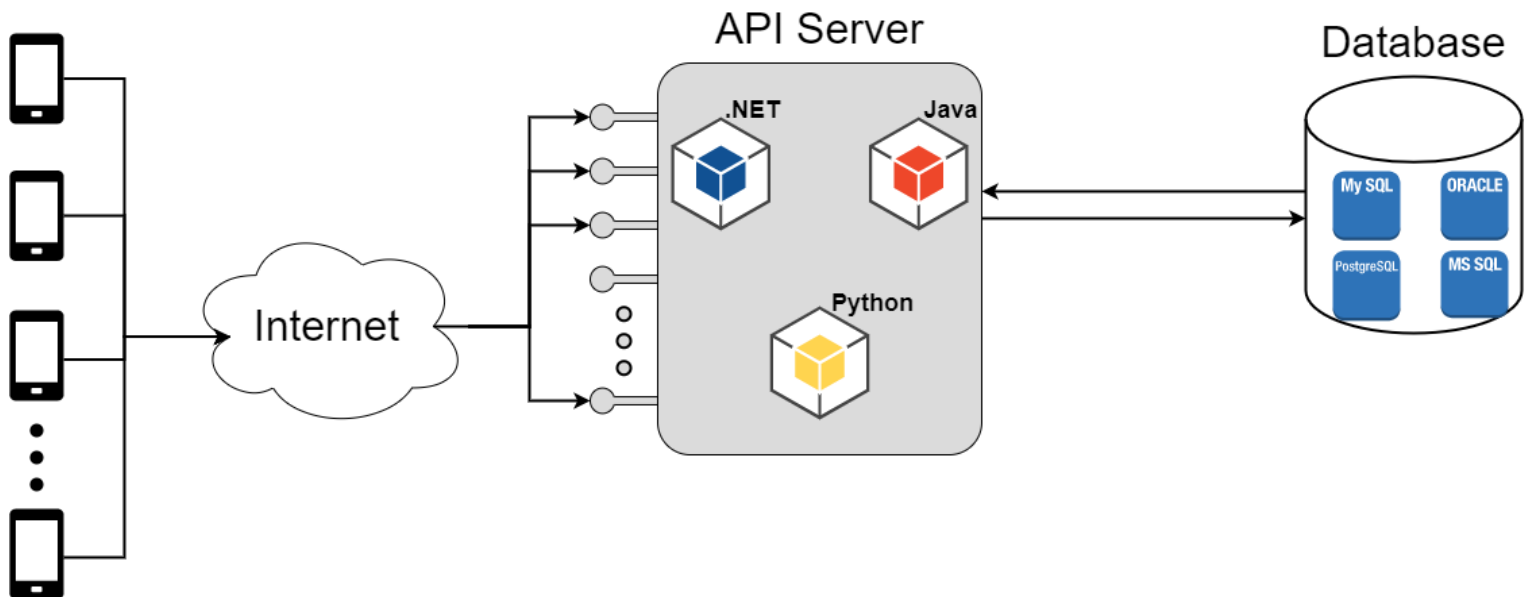 API Server
Database
.NET
Java
My SQL
ORACLE
PostgreSQL
MS SQL
Internet
Python